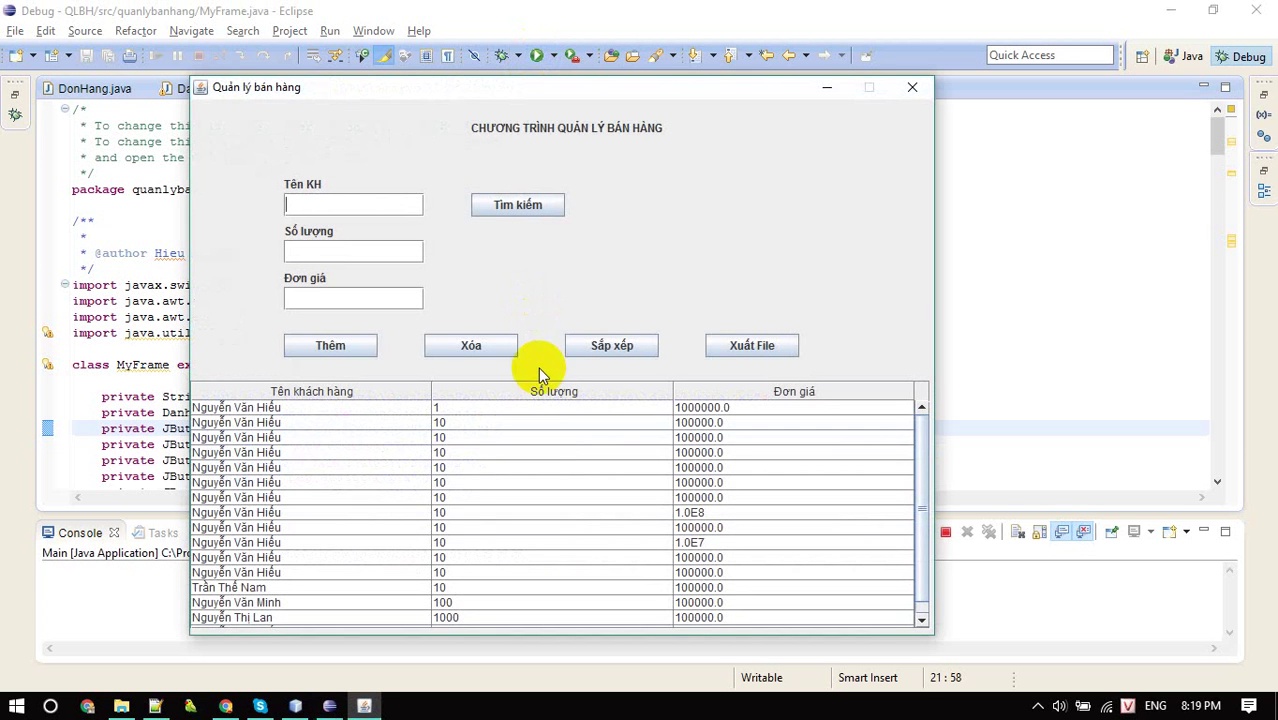 Debug - QLBH/src/quanlybanhang/MyFrame.java - Eclipse
File Edit Source Refactor Navigate Search Project Run Window Help
Quick Access
Java
Debug
DonHang.java
Quản lý bán hàng
CHƯƠNG TRÌNH QUẢN LÝ BÁN HÀNG
/*
* To change thi
* To change thi
* and open the
*/
package quanlyba
/**
*
* @author Hieu
*/
import javax.swi
import java.awt.
import java.awt.
import java.util
class MyFrame ex
private Stri
private Danh
private JBut
private JBut
private JBut
private JBut
Tên KH
Tìm kiếm
Số lượng
Đơn giá
Thêm Xóa Sắp xếp Xuất File
Tên khách hàng Số lượng Đơn giá
Nguyễn Văn Hiếu 1 1000000.0
Nguyễn Văn Hiếu 10 100000.0
Nguyễn Văn Hiếu 10 100000.0
Nguyễn Văn Hiếu 10 100000.0
Nguyễn Văn Hiếu 10 100000.0
Nguyễn Văn Hiếu 10 100000.0
Nguyễn Văn Hiếu 10 100000.0
Nguyễn Văn Hiếu 10 1.0E8
Nguyễn Văn Hiếu 10 100000.0
Nguyễn Văn Hiếu 10 1.0E7
Nguyễn Văn Hiếu 10 100000.0
Nguyễn Văn Hiếu 10 100000.0
Trần Thế Nam 10 100000.0
Nguyễn Văn Minh 100 100000.0
Nguyễn Thị Lan 1000 100000.0
Console Tasks
Main [Java Application] C:\Pr
Writable Smart Insert 21 : 58
ENG 8:19 PM